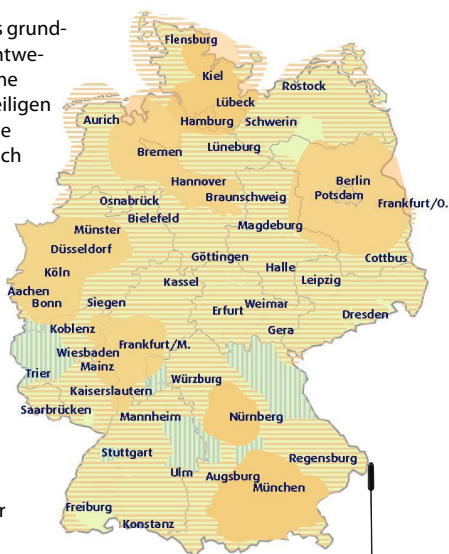 s grund-
ntwe-
ne
eiligen
e
ch
r
Flensburg
Kiel
Rostock
Lübeck
Aurich
Hamburg
Schwerin
Bremen
Lüneburg
Hannover
Berlin
Osnabrück
Braunschweig
Potsdam
Frankfurt/O.
Bielefeld
Münster
Magdeburg
Düsseldorf
Göttingen
Cottbus
Köln
Halle
Kassel
Leipzig
Aachen
Bonn
Siegen
Erfurt
Weimar
Dresden
Koblenz
Gera
Wiesbaden
Frankfurt/M.
Mainz
Trier
Würzburg
Kaiserslautern
Saarbrücken
Mannheim
Nürnberg
Stuttgart
Regensburg
Ulm
Augsburg
München
Freiburg
Konstanz